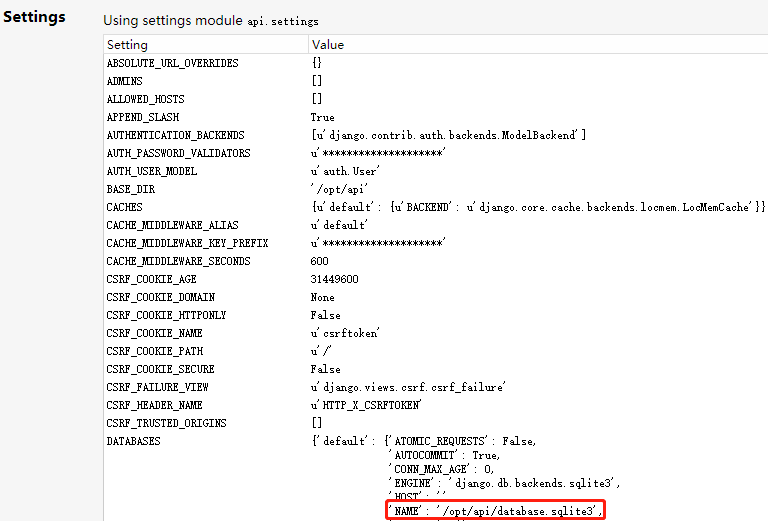 Settings
Using settings module api.settings
Setting Value
ABSOLUTE_URL_OVERRIDES {}
ADMINS []
ALLOWED_HOSTS []
APPEND_SLASH True
AUTHENTICATION_BACKENDS [u'django.contrib.auth.backends.ModelBackend']
AUTH_PASSWORD_VALIDATORS u'********************'
AUTH_USER_MODEL u'auth.User'
BASE_DIR '/opt/api'
CACHES {u'default': {u'BACKEND': u'django.core.cache.backends.locmem.LocMemCache'}}
CACHE_MIDDLEWARE_ALIAS u'default'
CACHE_MIDDLEWARE_KEY_PREFIX u'********************'
CACHE_MIDDLEWARE_SECONDS 600
CSRF_COOKIE_AGE 31449600
CSRF_COOKIE_DOMAIN None
CSRF_COOKIE_HTTPONLY False
CSRF_COOKIE_NAME u'csrftoken'
CSRF_COOKIE_PATH u'/'
CSRF_COOKIE_SECURE False
CSRF_FAILURE_VIEW u'django.views.csrf.csrf_failure'
CSRF_HEADER_NAME u'HTTP_X_CSRFTOKEN'
CSRF_TRUSTED_ORIGINS []
DATABASES {'default': {'ATOMIC_REQUESTS': False,
'AUTOCOMMIT': True,
'CONN_MAX_AGE': 0,
'ENGINE': 'django.db.backends.sqlite3',
'HOST': ''
'NAME': '/opt/api/database.sqlite3',